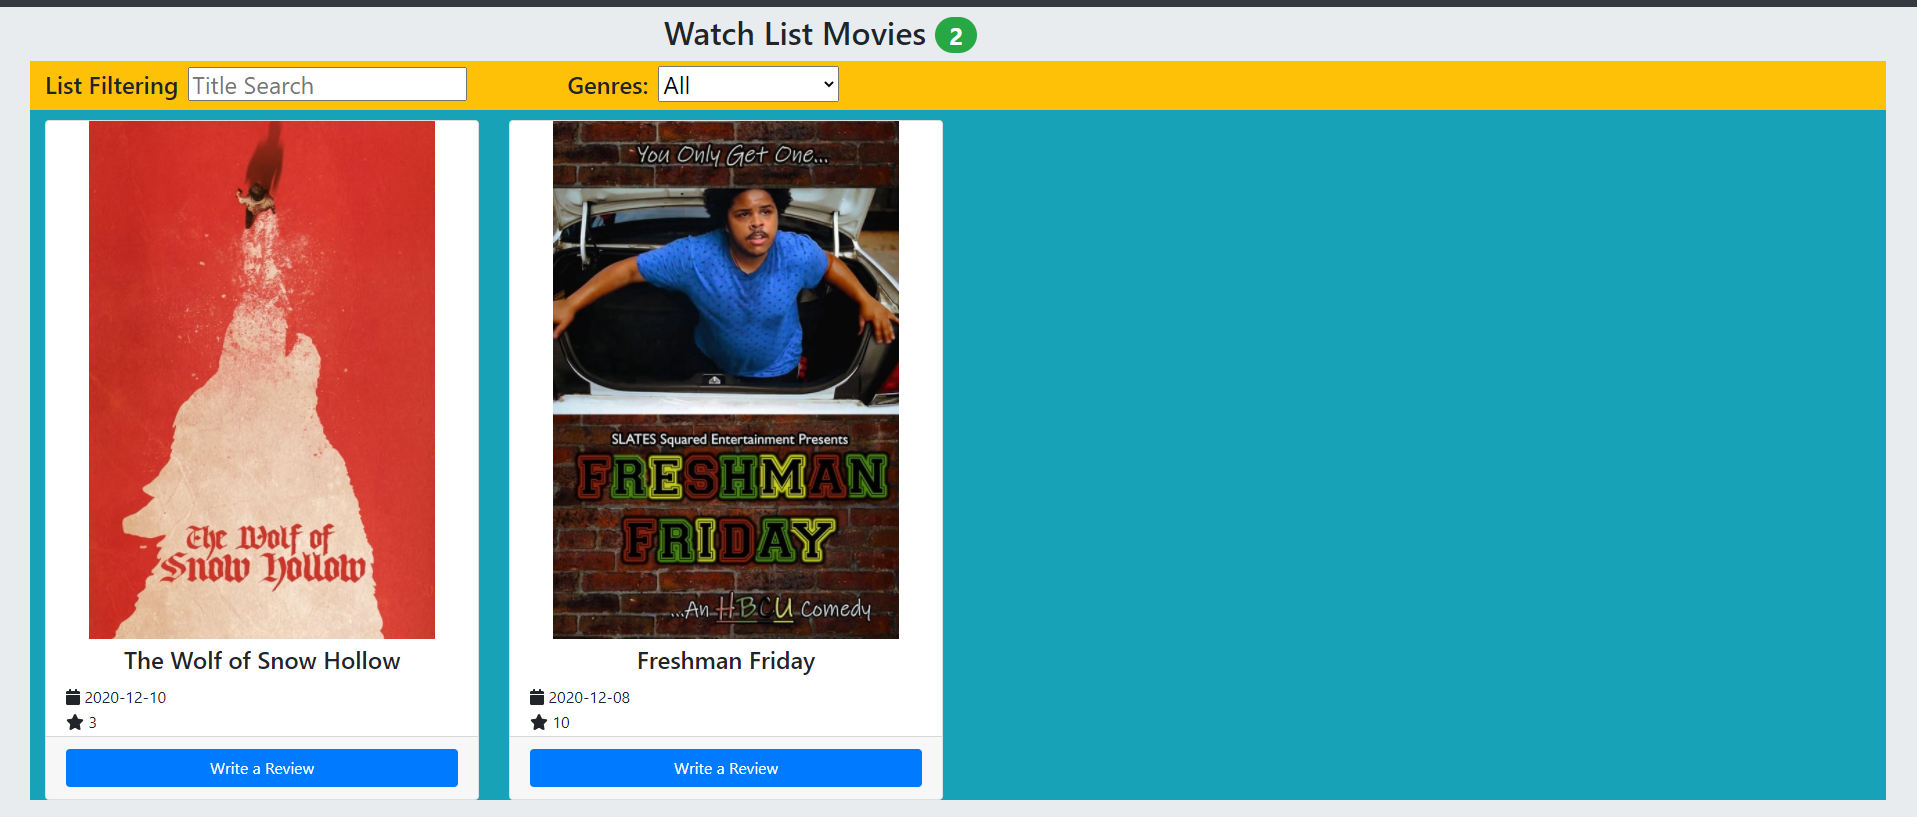 Watch List Movies 2
List Filtering Title Search Genres: All
The Wolf of
Snow Hollow
The Wolf of Snow Hollow
2020-12-10
3
Write a Review
You Only Get One...
SLATES Squared Entertainment Presents
FRESHMAN
FRIDAY
...An HBCU Comedy
Freshman Friday
2020-12-08
10
Write a Review